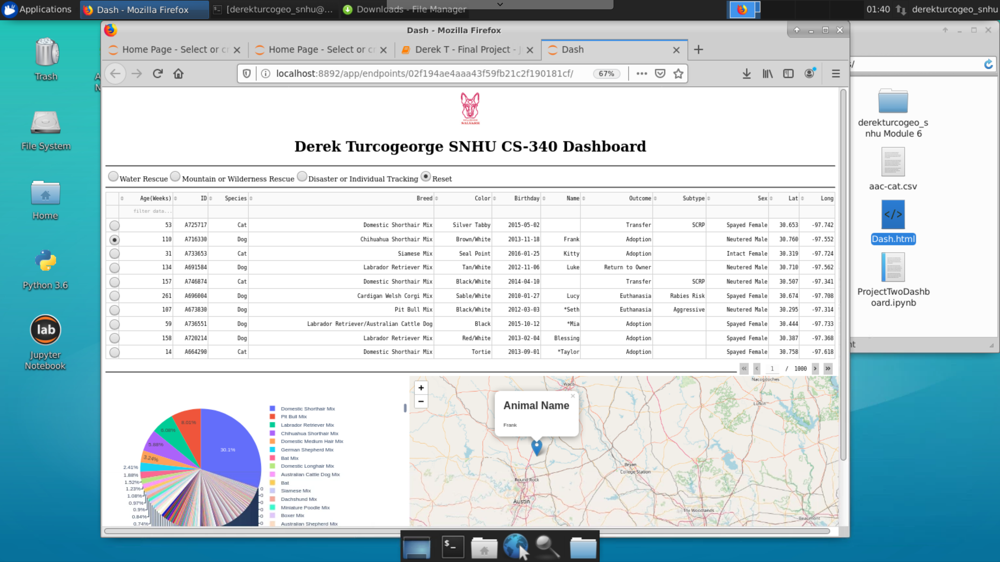 Applications
Dash - Mozilla Firefox
[derekturcogeo_snhu@...
Downloads - File Manager
01:40
derekturcogeo_snhu
Dash - Mozilla Firefox
Home Page - Select or cr
Home Page - Select or cr
Derek T - Final Project - J
Dash
localhost:8892/app/endpoints/02f194ae4aaa43f59fb21c2f190181cf/
67%
s/
Trash
A
N
File System
Home
Python 3.6
lab
Jupyter
Notebook
SALVARE
Derek Turcogeorge SNHU CS-340 Dashboard
Water Rescue Mountain or Wilderness Rescue Disaster or Individual Tracking Reset
Age(Weeks) ID Species Breed Color Birthday Name Outcome Subtype Sex Lat Long
filter data...
53 A725717 Cat Domestic Shorthair Mix Silver Tabby 2015-05-02 Transfer SCRP Spayed Female 30.653 -97.742
110 A716330 Dog Chihuahua Shorthair Mix Brown/White 2013-11-18 Frank Adoption Neutered Male 30.760 -97.552
31 A733653 Cat Siamese Mix Seal Point 2016-01-25 Kitty Adoption Intact Female 30.319 -97.724
134 A691584 Dog Labrador Retriever Mix Tan/White 2012-11-06 Luke Return to Owner Neutered Male 30.710 -97.562
157 A746874 Cat Domestic Shorthair Mix Black/White 2014-04-10 Transfer SCRP Neutered Male 30.507 -97.341
261 A696004 Dog Cardigan Welsh Corgi Mix Sable/White 2010-01-27 Lucy Euthanasia Rabies Risk Spayed Female 30.674 -97.708
107 A673830 Dog Pit Bull Mix Black/White 2012-03-03 *Seth Euthanasia Aggressive Neutered Male 30.295 -97.314
59 A736551 Dog Labrador Retriever/Australian Cattle Dog Black 2015-10-12 *Mia Adoption Spayed Female 30.444 -97.733
158 A720214 Dog Labrador Retriever Mix Red/White 2013-02-04 Blessing Adoption Spayed Female 30.387 -97.368
14 A664290 Cat Domestic Shorthair Mix Tortie 2013-09-01 *Taylor Adoption Spayed Female 30.758 -97.618
« ‹ 1 / 1000 › »
30.1%
8.01%
6.08%
5.88%
3.24%
2.41%
1.88%
1.52%
1.23%
1.08%
0.97%
0.9%
0.84%
0.74%
0
0
0
0
0
Domestic Shorthair Mix
Pit Bull Mix
Labrador Retriever Mix
Chihuahua Shorthair Mix
Domestic Medium Hair Mix
German Shepherd Mix
Bat Mix
Domestic Longhair Mix
Australian Cattle Dog Mix
Bat
Siamese Mix
Dachshund Mix
Miniature Poodle Mix
Boxer Mix
Australian Shepherd Mix
+
−
Animal Name
Frank
Waco
Nacogdoches
Lufkin
Bryan
College Station
Round Rock
Austin
The Woodlands
Beaumont
derekturcogeo_s
nhu Module 6
aac-cat.csv
</>
Dash.html
ProjectTwoDashb
oard.ipynb
nt
$_